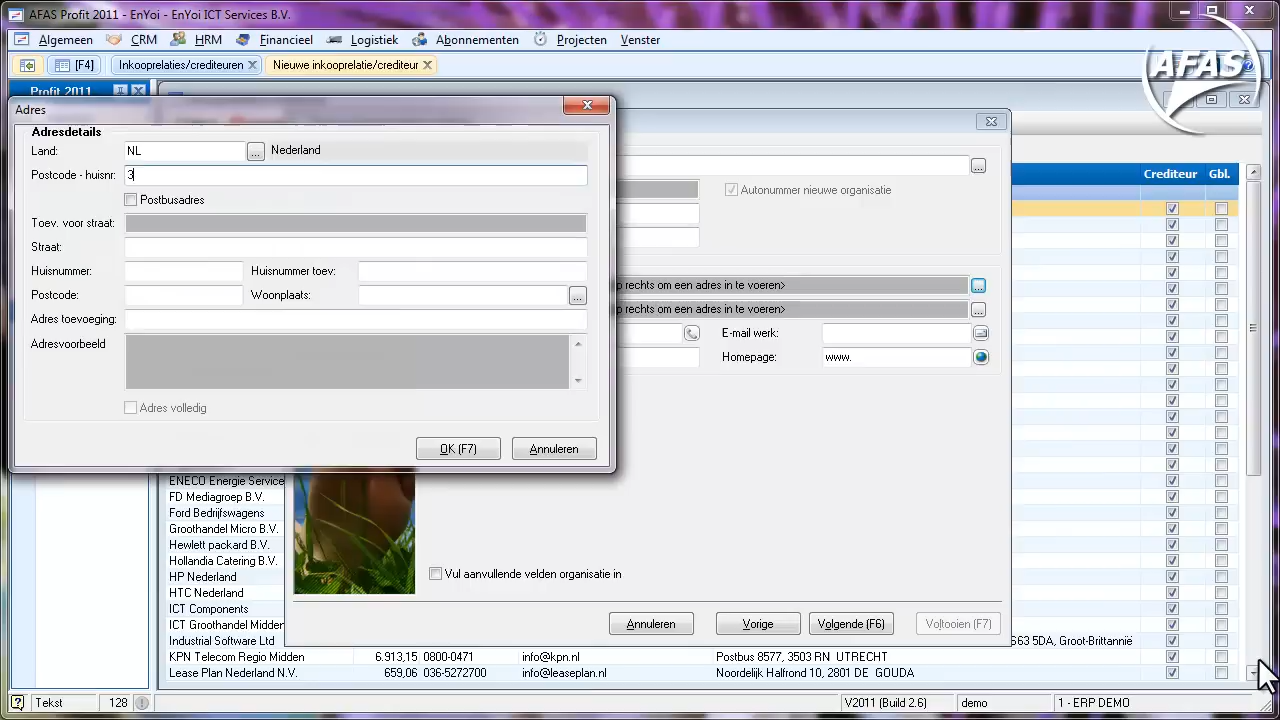 AFAS Profit 2011 - EnYoi - EnYoi ICT Services B.V.
Algemeen CRM HRM Financieel Logistiek Abonnementen Projecten Venster
[F4] Inkooprelaties/crediteuren Nieuwe inkooprelatie/crediteur
AFAS
Profit 2011
Adres
Adresdetails
Land: NL ... Nederland
Postcode - huisnr: 3
Postbusadres
Toev. voor straat:
Straat:
Huisnummer: Huisnummer toev:
Postcode: Woonplaats: ...
Adres toevoeging:
Adresvoorbeeld
Adres volledig
OK (F7) Annuleren
...
Autonummer nieuwe organisatie
p rechts om een adres in te voeren> ...
p rechts om een adres in te voeren> ...
E-mail werk:
Homepage: www.
Vul aanvullende velden organisatie in
Annuleren Vorige Volgende (F6) Voltooien (F7)
Crediteur Gbl.
ENECO Energie Service
FD Mediagroep B.V.
Ford Bedrijfswagens
Groothandel Micro B.V.
Hewlett packard B.V.
Hollandia Catering B.V.
HP Nederland
HTC Nederland
ICT Components
ICT Groothandel Midden
Industrial Software Ltd 663 5DA, Groot-Brittannië
KPN Telecom Regio Midden 6.913,15 0800-0471 info@kpn.nl Postbus 8577, 3503 RN UTRECHT
Lease Plan Nederland N.V. 659,06 036-5270 info@leaseplan.nl Noordelijk Halfrond 10, 2801 DE GOUDA
Tekst 128 V2011 (Build 2.6) demo 1 - ERP DEMO